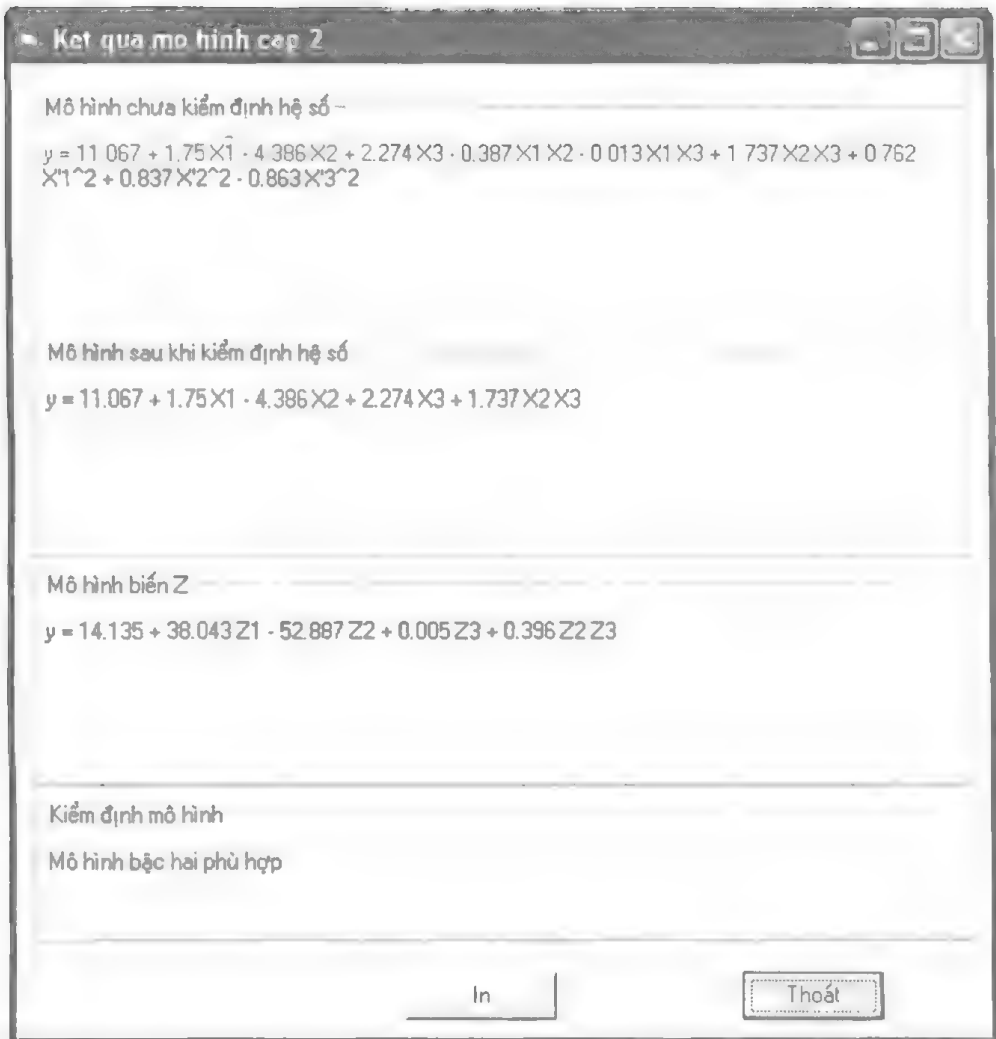 Ket qua mo hinh cap 2
Mô hình chưa kiểm định hệ số
y = 11 067 + 1.75 X1 - 4 386 X2 + 2.274 X3 - 0.387 X1 X2 - 0 013 X1 X3 + 1 737 X2 X3 + 0 762
X'1^2 + 0.837 X'2^2 - 0.863 X'3^2
Mô hình sau khi kiểm định hệ số
y = 11.067 + 1.75 X1 - 4.386 X2 + 2.274 X3 + 1.737 X2 X3
Mô hình biến Z
y = 14.135 + 38.043 Z1 - 52.887 Z2 + 0.005 Z3 + 0.396 Z2 Z3
Kiểm định mô hình
Mô hình bậc hai phù hợp
In
Thoát